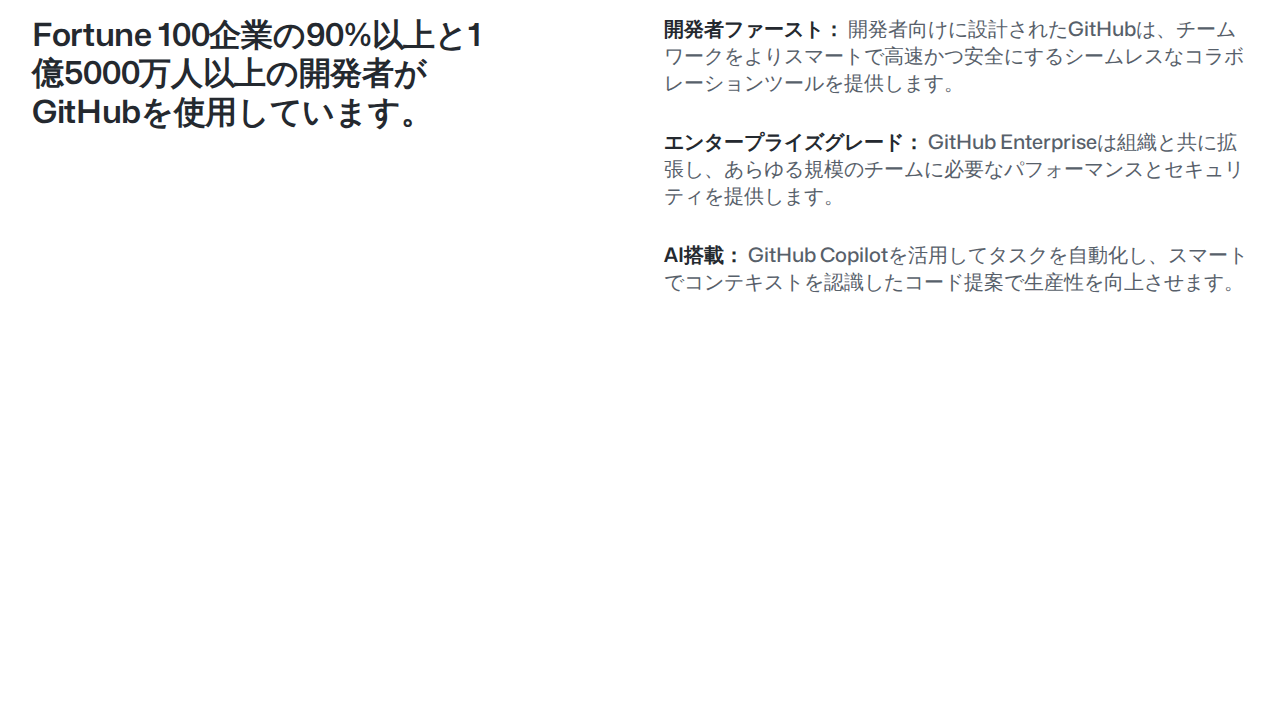 Fortune 100企業の90%以上と1
億5000万人以上の開発者が
GitHubを使用しています。
開発者ファースト： 開発者向けに設計されたGitHubは、チーム
ワークをよりスマートで高速かつ安全にするシームレスなコラボ
レーションツールを提供します。
エンタープライズグレード： GitHub Enterpriseは組織と共に拡
張し、あらゆる規模のチームに必要なパフォーマンスとセキュリ
ティを提供します。
AI搭載： GitHub Copilotを活用してタスクを自動化し、スマート
でコンテキストを認識したコード提案で生産性を向上させます。